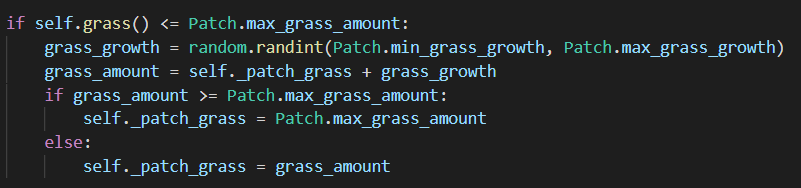 if self.grass() <= Patch.max_grass_amount:
    grass_growth = random.randint(Patch.min_grass_growth, Patch.max_grass_growth)
    grass_amount = self._patch_grass + grass_growth
    if grass_amount >= Patch.max_grass_amount:
        self._patch_grass = Patch.max_grass_amount
    else:
        self._patch_grass = grass_amount